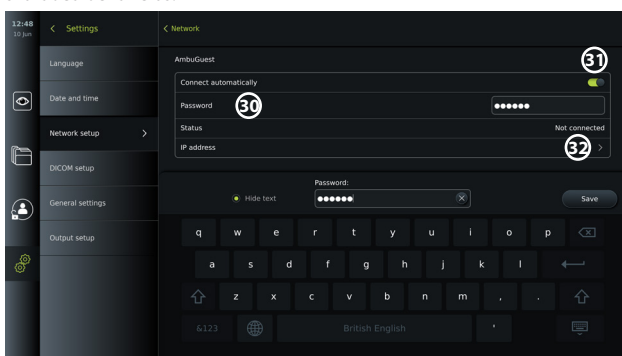 12:48
10 Jun
Settings
Network
Language
Date and time
Network setup
DICOM setup
General settings
Output setup
AmbuGuest
31
Connect automatically
Password
30
Status
Not connected
IP address
32
Password:
Hide text
Save
q w e r t y u i o p
a s d f g h j k l
z x c v b n m , .
&123
British English
'